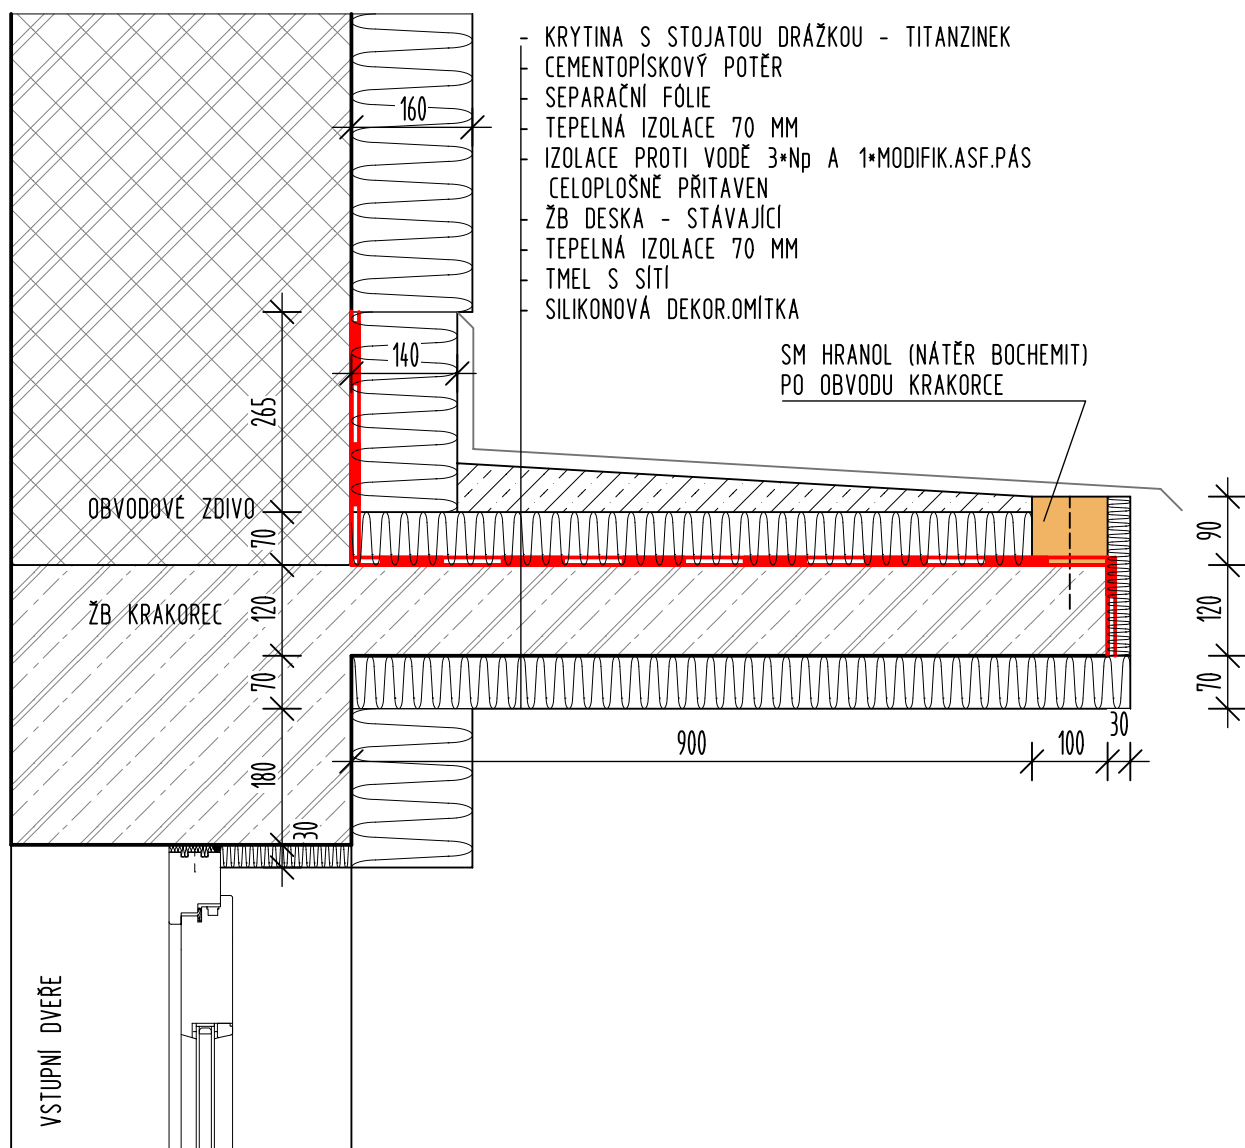 - KRYTINA S STOJATOU DRÁŽKOU - TITANZINEK
- CEMENTOPÍSKOVÝ POTĚR
- SEPARAČNÍ FÓLIE
- TEPELNÁ IZOLACE 70 MM
- IZOLACE PROTI VODĚ 3*Np A 1*MODIFIK.ASF.PÁS
CELOPLOŠNĚ PŘITAVEN
- ŽB DESKA - STÁVAJÍCÍ
- TEPELNÁ IZOLACE 70 MM
- TMEL S SÍTÍ
- SILIKONOVÁ DEKOR.OMÍTKA
160
140
SM HRANOL (NÁTĚR BOCHEMIT)
PO OBVODU KRAKORCE
265
OBVODOVÉ ZDIVO
70
90
ŽB KRAKOREC
120
120
70
70
30
900
100
180
30
VSTUPNÍ DVEŘE